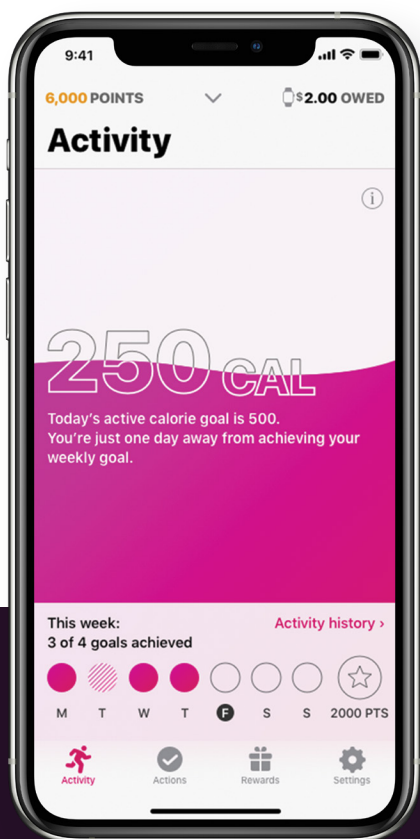 9:41
6,000 POINTS
$2.00 OWED
Activity
250 CAL
Today's active calorie goal is 500.
You're just one day away from achieving your
weekly goal.
This week:
Activity history ›
3 of 4 goals achieved
M T W T F S S 2000 PTS
Activity Actions Rewards Settings